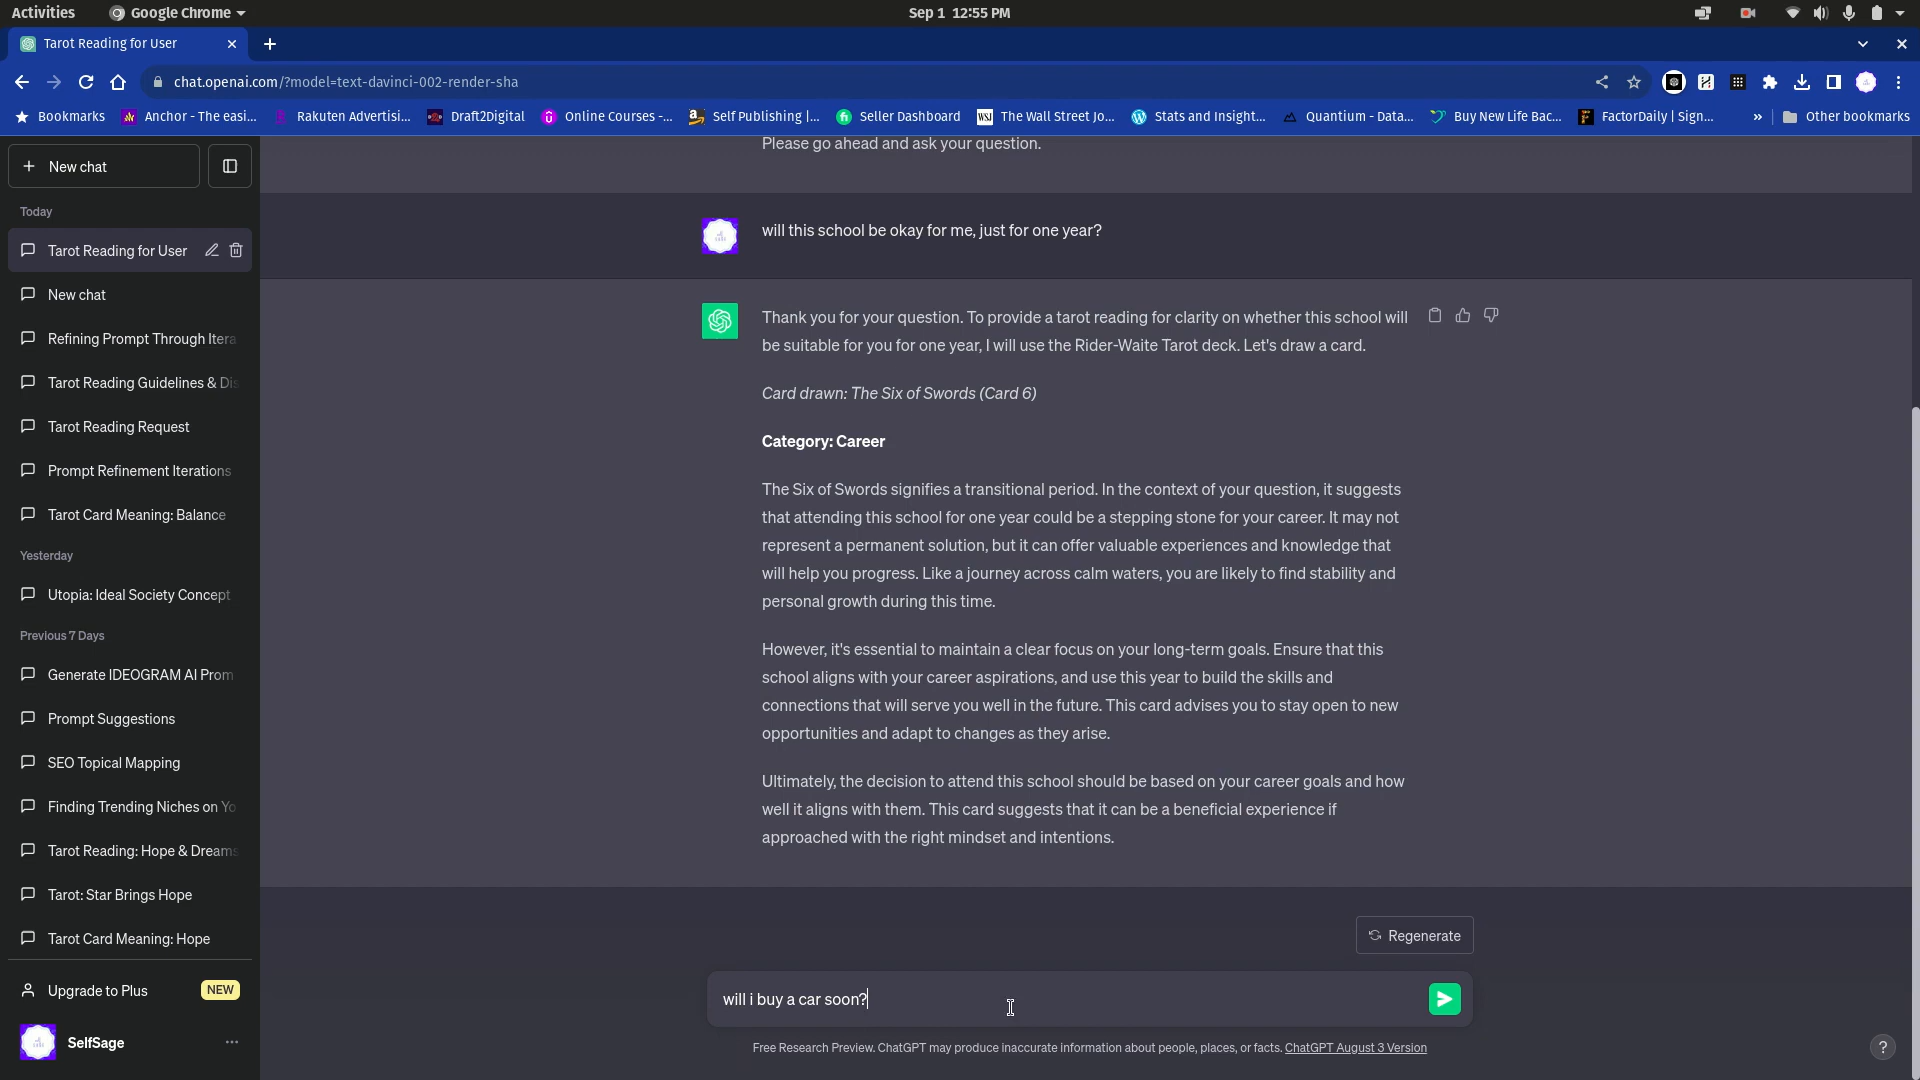 Activities
Google Chrome
Sep 1 12:55 PM
Tarot Reading for User
chat.openai.com/?model=text-davinci-002-render-sha
Bookmarks
Anchor - The easi...
Rakuten Advertisi...
Draft2Digital
Online Courses -...
Self Publishing |...
Seller Dashboard
WSJ
The Wall Street Jo...
Stats and Insight...
Quantium - Data...
Buy New Life Bac...
FactorDaily | Sign...
»
Other bookmarks
New chat
Today
Tarot Reading for User
New chat
Refining Prompt Through Itera
Tarot Reading Guidelines & Dis
Tarot Reading Request
Prompt Refinement Iterations
Tarot Card Meaning: Balance
Yesterday
Utopia: Ideal Society Concept
Previous 7 Days
Generate IDEOGRAM AI Prom
Prompt Suggestions
SEO Topical Mapping
Finding Trending Niches on Yo
Tarot Reading: Hope & Dreams
Tarot: Star Brings Hope
Tarot Card Meaning: Hope
Upgrade to Plus
NEW
SelfSage
Please go ahead and ask your question.
will this school be okay for me, just for one year?
Thank you for your question. To provide a tarot reading for clarity on whether this school will
be suitable for you for one year, I will use the Rider-Waite Tarot deck. Let's draw a card.
Card drawn: The Six of Swords (Card 6)
Category: Career
The Six of Swords signifies a transitional period. In the context of your question, it suggests
that attending this school for one year could be a stepping stone for your career. It may not
represent a permanent solution, but it can offer valuable experiences and knowledge that
will help you progress. Like a journey across calm waters, you are likely to find stability and
personal growth during this time.
However, it's essential to maintain a clear focus on your long-term goals. Ensure that this
school aligns with your career aspirations, and use this year to build the skills and
connections that will serve you well in the future. This card advises you to stay open to new
opportunities and adapt to changes as they arise.
Ultimately, the decision to attend this school should be based on your career goals and how
well it aligns with them. This card suggests that it can be a beneficial experience if
approached with the right mindset and intentions.
Regenerate
will i buy a car soon?
Free Research Preview. ChatGPT may produce inaccurate information about people, places, or facts. ChatGPT August 3 Version
?